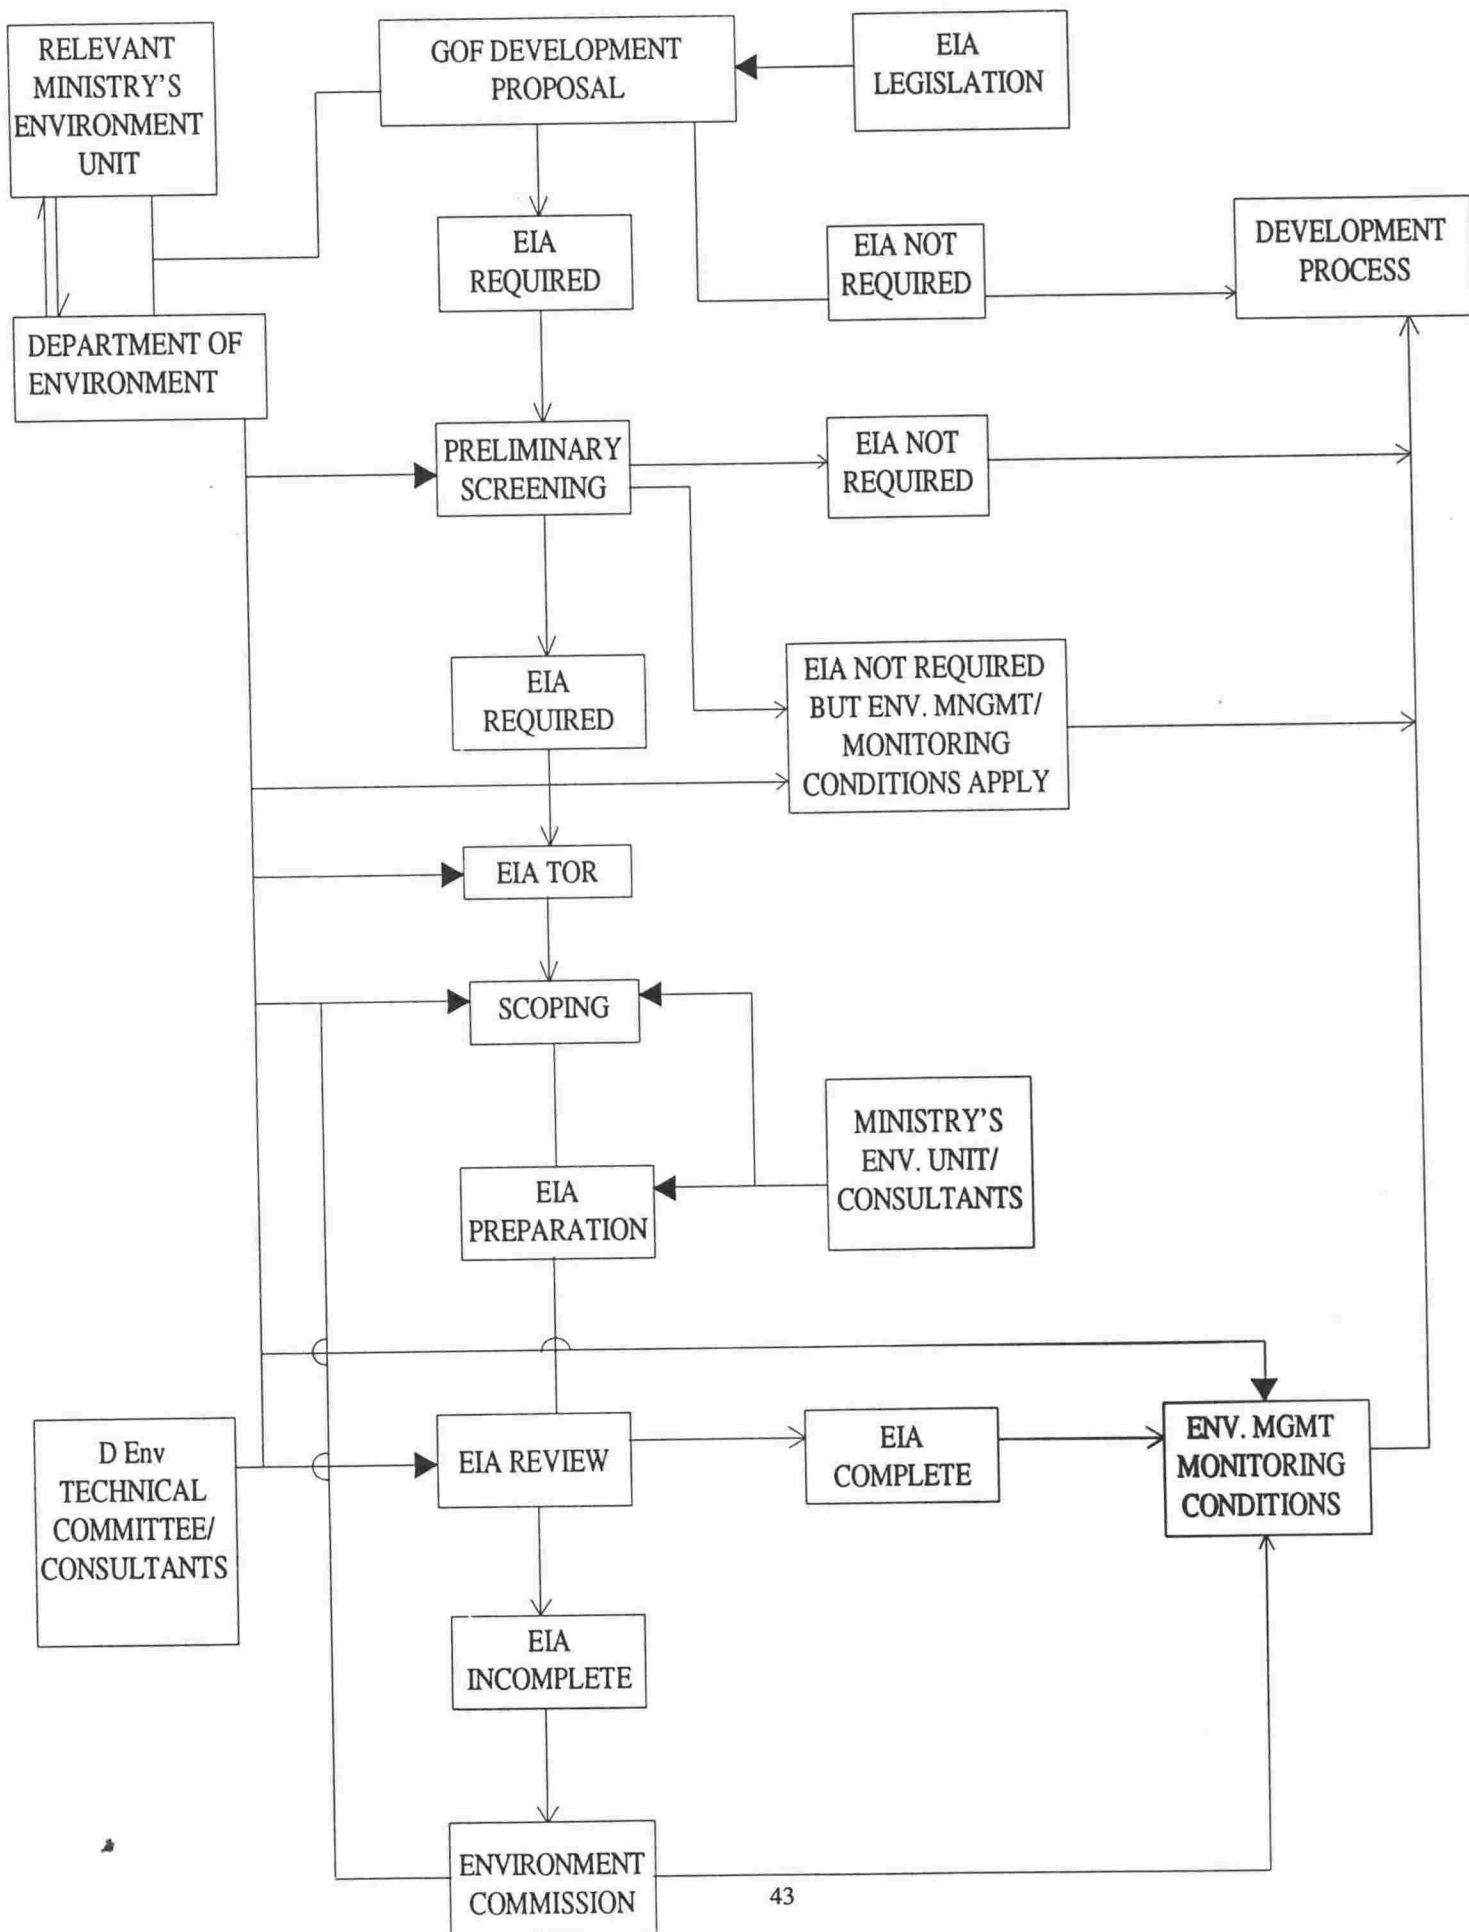 RELEVANT
MINISTRY'S
ENVIRONMENT
UNIT
GOF DEVELOPMENT
PROPOSAL
EIA
LEGISLATION
EIA
REQUIRED
EIA NOT
REQUIRED
DEVELOPMENT
PROCESS
DEPARTMENT OF
ENVIRONMENT
PRELIMINARY
SCREENING
EIA NOT
REQUIRED
EIA
REQUIRED
EIA NOT REQUIRED
BUT ENV. MNGMT/
MONITORING
CONDITIONS APPLY
EIA TOR
SCOPING
MINISTRY'S
ENV. UNIT/
CONSULTANTS
EIA
PREPARATION
D Env
TECHNICAL
COMMITTEE/
CONSULTANTS
EIA REVIEW
EIA
COMPLETE
ENV. MGMT
MONITORING
CONDITIONS
EIA
INCOMPLETE
ENVIRONMENT
COMMISSION
43